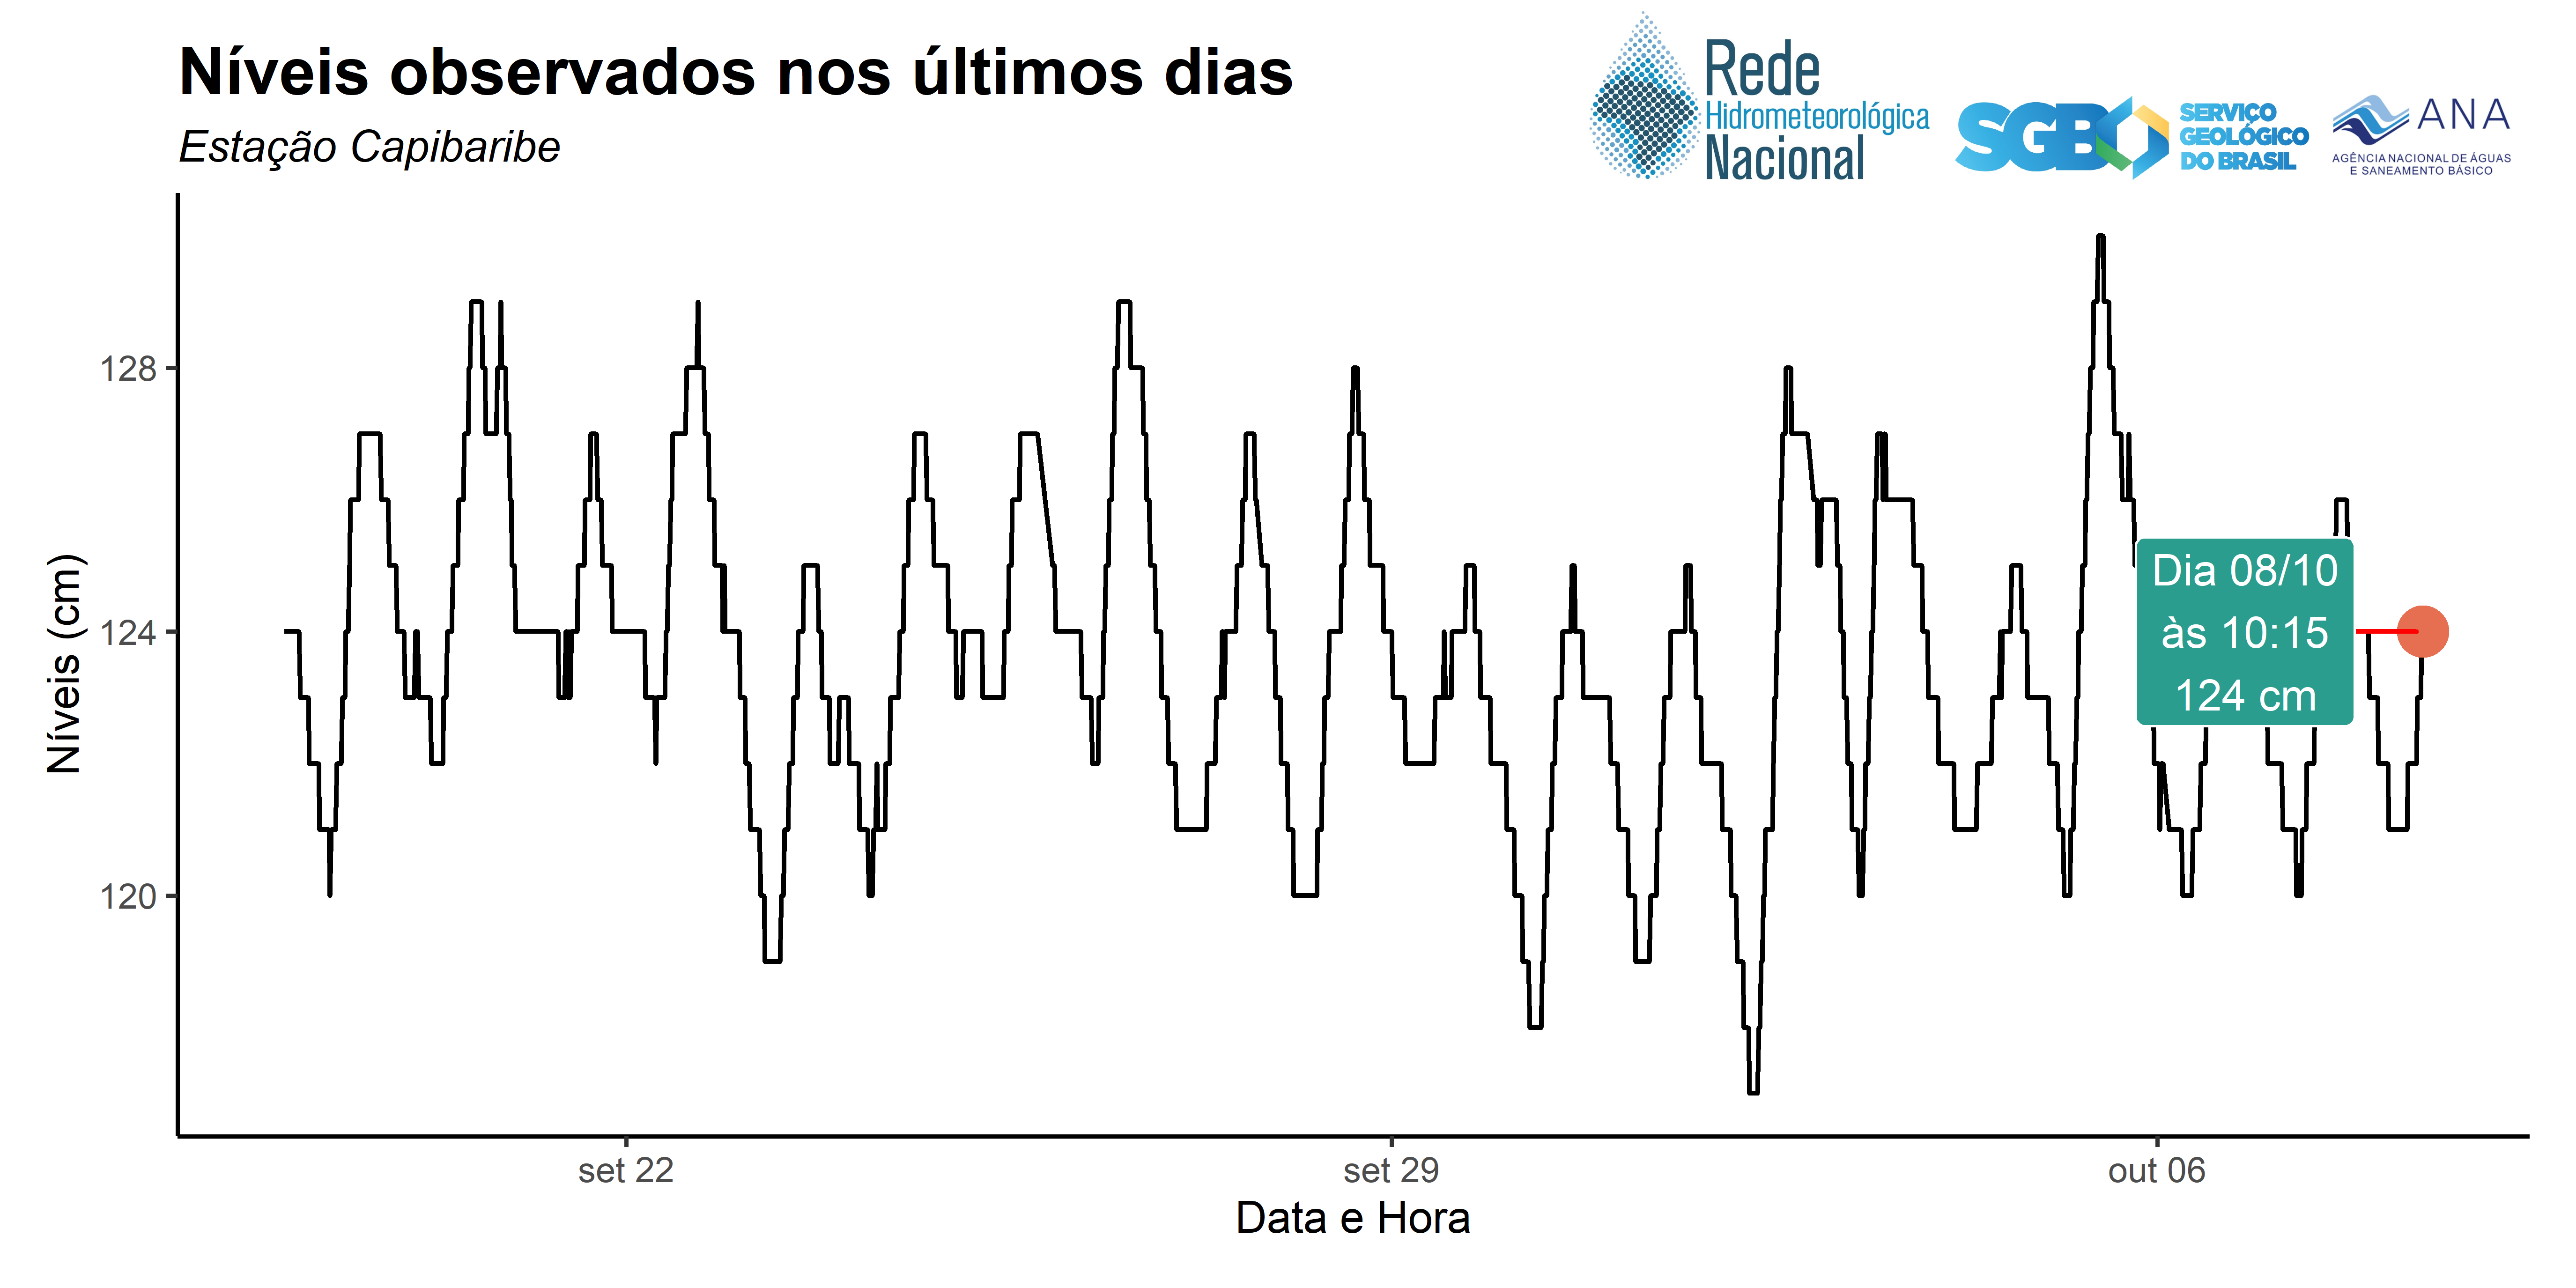 Níveis observados nos últimos dias
Estação Capibaribe
Rede
Hidrometeorológica
Nacional
SGB
SERVIÇO
GEOLÓGICO
DO BRASIL
ANA
AGÊNCIA NACIONAL DE ÁGUAS
E SANEAMENTO BÁSICO
Níveis (cm)
128
124
120
Dia 08/10
às 10:15
124 cm
set 22
set 29
out 06
Data e Hora